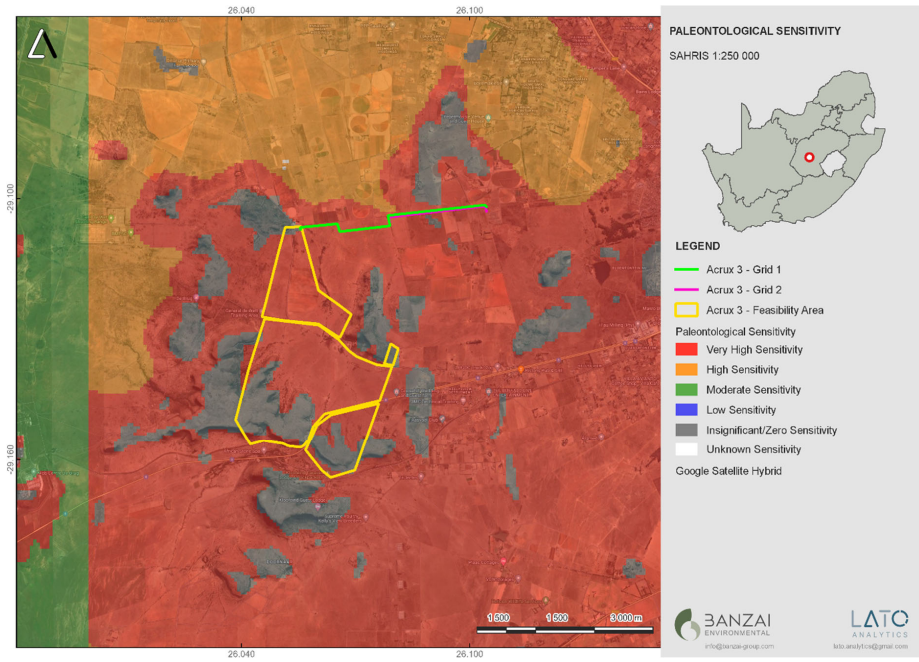 26.040
26.100
PALEONTOLOGICAL SENSITIVITY
SAHRIS 1:250 000
-29.100
LEGEND
Acrux 3 - Grid 1
Acrux 3 - Grid 2
Acrux 3 - Feasibility Area
Paleontological Sensitivity
Very High Sensitivity
High Sensitivity
Moderate Sensitivity
Low Sensitivity
Insignificant/Zero Sensitivity
Unknown Sensitivity
Google Satellite Hybrid
-29.160
1 500
1 500
3 000 m
BANZAI
ENVIRONMENTAL
info@banzai-group.com
LATO
ANALYTICS
lato.analytics@gmail.com
26.040
26.100